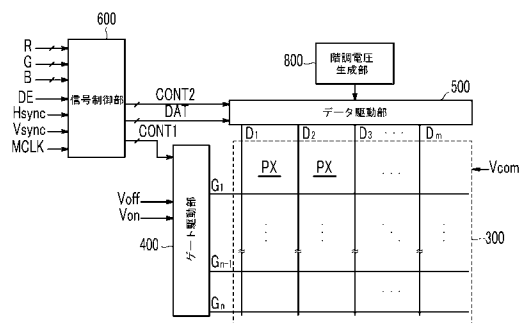 600
R
G
B
DE
Hsync
Vsync
MCLK
信号制御部
CONT2
DAT
CONT1
800
階調電圧
生成部
500
データ駆動部
D1
D2
D3
· · ·
Dm
PX
PX
· · ·
Vcom
Voff
Von
400
ゲート駆動部
G1
300
Gn-1
· · ·
Gn